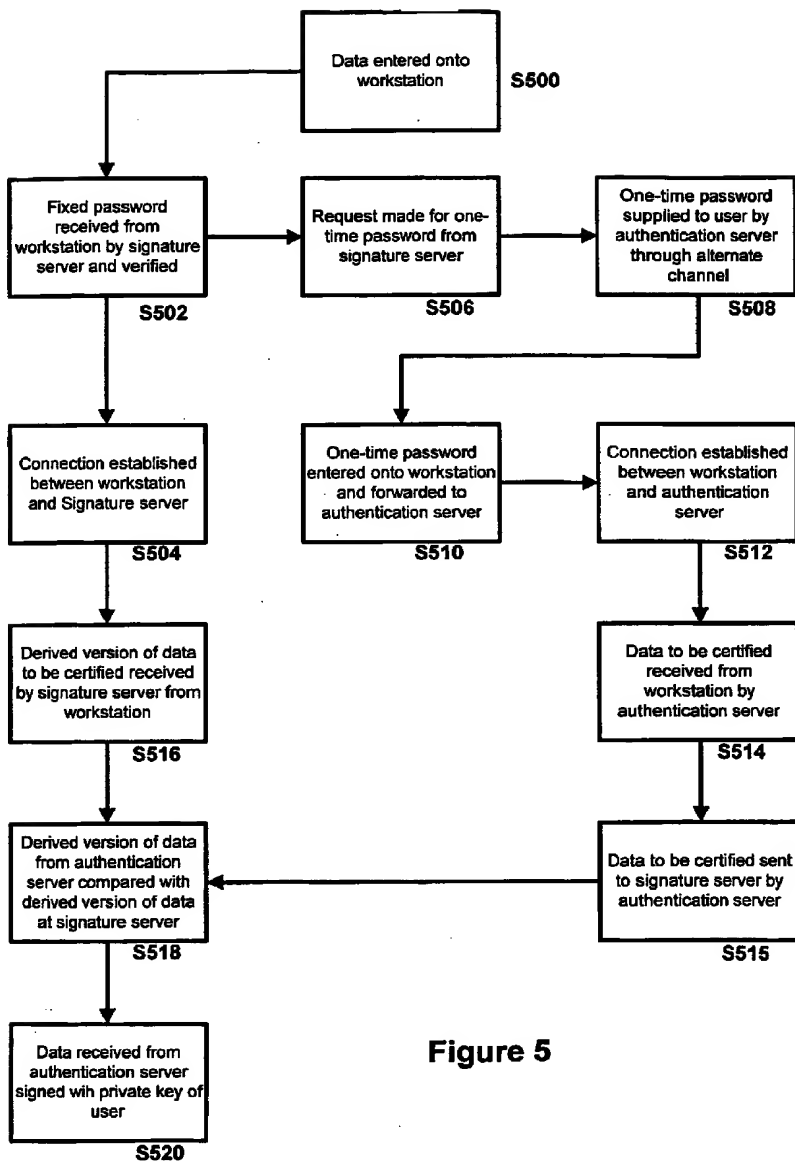 Data entered onto
workstation
S500
Fixed password
received from
workstation by signature
server and verified
S502
Request made for one-
time password from
signature server
S506
One-time password
supplied to user by
authentication server
through alternate
channel
S508
Connection established
between workstation
and Signature server
S504
One-time password
entered onto workstation
and forwarded to
authentication server
S510
Connection established
between workstation
and authentication
server
S512
Derived version of data
to be certified received
by signature server from
workstation
S516
Data to be certified
received from
workstation by
authentication server
S514
Derived version of data
from authentication
server compared with
derived version of data
at signature server
S518
Data to be certified sent
to signature server by
authentication server
S515
Data received from
authentication server
signed wih private key of
user
S520
Figure 5